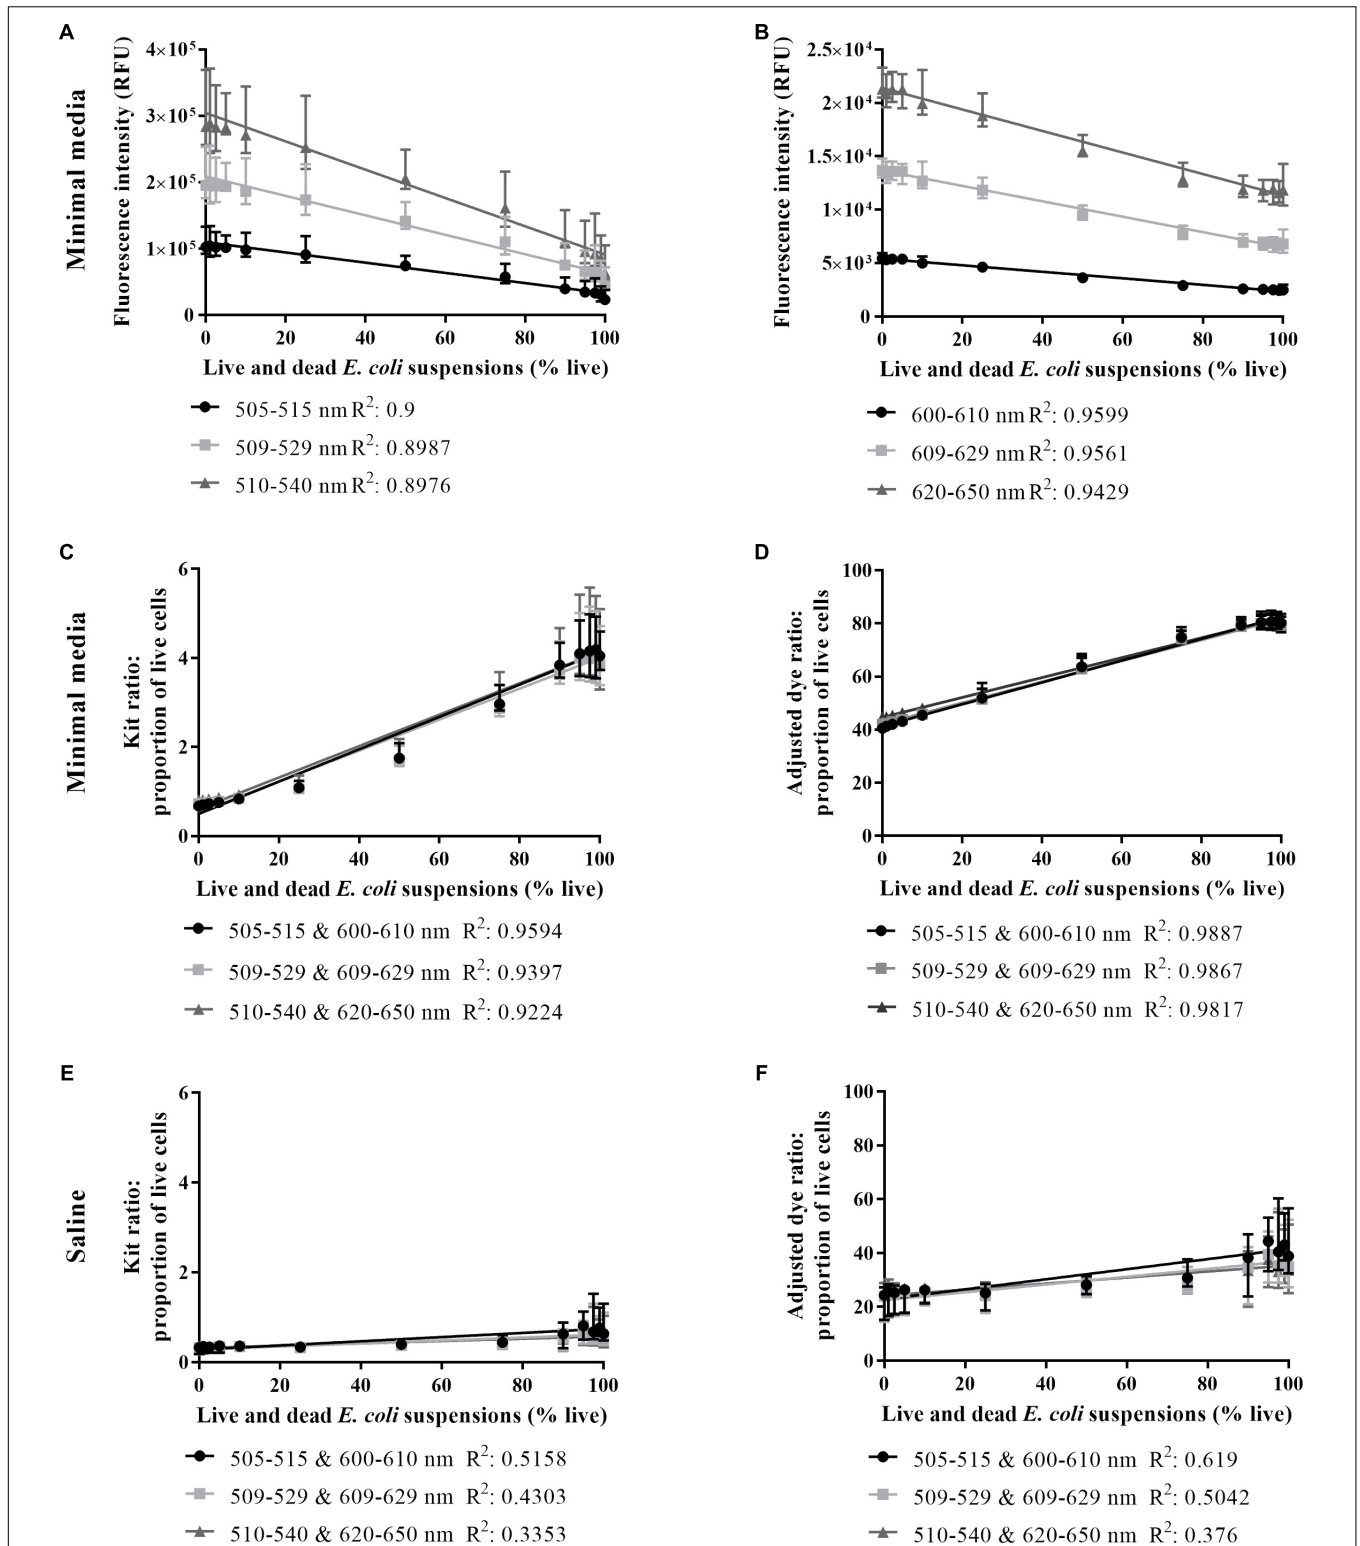 A
Minimal media
Fluorescence intensity (RFU)
4×10⁵
3×10⁵
2×10⁵
1×10⁵
0
0 20 40 60 80 100
Live and dead E. coli suspensions (% live)
505-515 nm R²: 0.9
509-529 nm R²: 0.8987
510-540 nm R²: 0.8976
B
Fluorescence intensity (RFU)
2.5×10⁴
2×10⁴
1.5×10⁴
1×10⁴
5×10³
0
0 20 40 60 80 100
Live and dead E. coli suspensions (% live)
600-610 nm R²: 0.9599
609-629 nm R²: 0.9561
620-650 nm R²: 0.9429
C
Minimal media
Kit ratio:
proportion of live cells
6
4
2
0
0 20 40 60 80 100
Live and dead E. coli suspensions (% live)
505-515 & 600-610 nm R²: 0.9594
509-529 & 609-629 nm R²: 0.9397
510-540 & 620-650 nm R²: 0.9224
D
Adjusted dye ratio:
proportion of live cells
100
80
60
40
20
0
0 20 40 60 80 100
Live and dead E. coli suspensions (% live)
505-515 & 600-610 nm R²: 0.9887
509-529 & 609-629 nm R²: 0.9867
510-540 & 620-650 nm R²: 0.9817
E
Saline
Kit ratio:
proportion of live cells
6
4
2
0
0 20 40 60 80 100
Live and dead E. coli suspensions (% live)
505-515 & 600-610 nm R²: 0.5158
509-529 & 609-629 nm R²: 0.4303
510-540 & 620-650 nm R²: 0.3353
F
Adjusted dye ratio:
proportion of live cells
100
80
60
40
20
0
0 20 40 60 80 100
Live and dead E. coli suspensions (% live)
505-515 & 600-610 nm R²: 0.619
509-529 & 609-629 nm R²: 0.5042
510-540 & 620-650 nm R²: 0.376